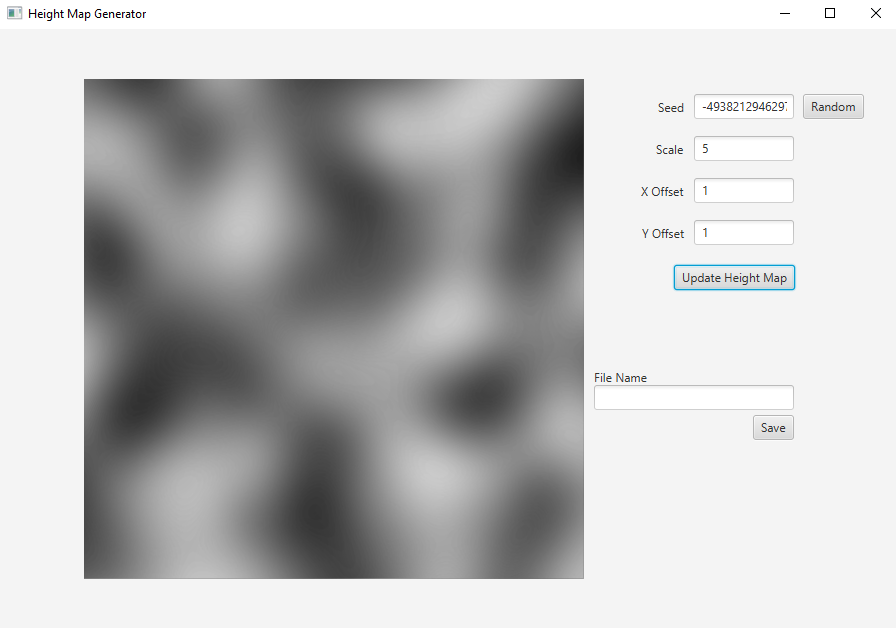 Height Map Generator
Seed -493821294629 Random
Scale 5
X Offset 1
Y Offset 1
Update Height Map
File Name
Save